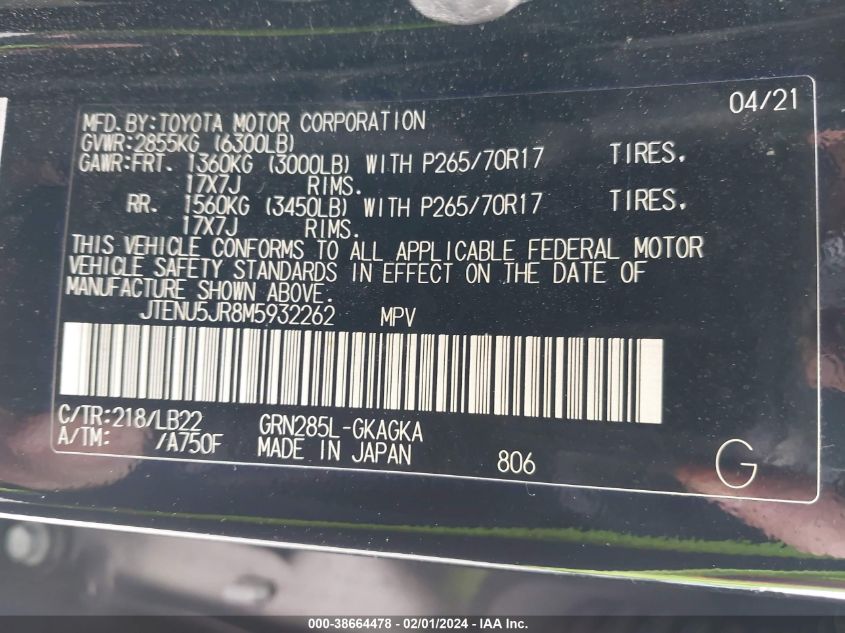 04/21
MFD.BY:TOYOTA MOTOR CORPORATION
GVWR:2855KG (6300LB)
GAWR:FRT. 1360KG (3000LB) WITH P265/70R17 TIRES.
17X7J RIMS.
RR. 1560KG (3450LB) WITH P265/70R17 TIRES.
17X7J RIMS.
THIS VEHICLE CONFORMS TO ALL APPLICABLE FEDERAL MOTOR
VEHICLE SAFETY STANDARDS IN EFFECT ON THE DATE OF
MANUFACTURE SHOWN ABOVE.
JTENU5JR8M5932262 MPV
C/TR:218/LB22 GRN285L-GKAGKA
A/TM: /A750F MADE IN JAPAN 806 G
000-38664478 - 02/01/2024 - IAA Inc.